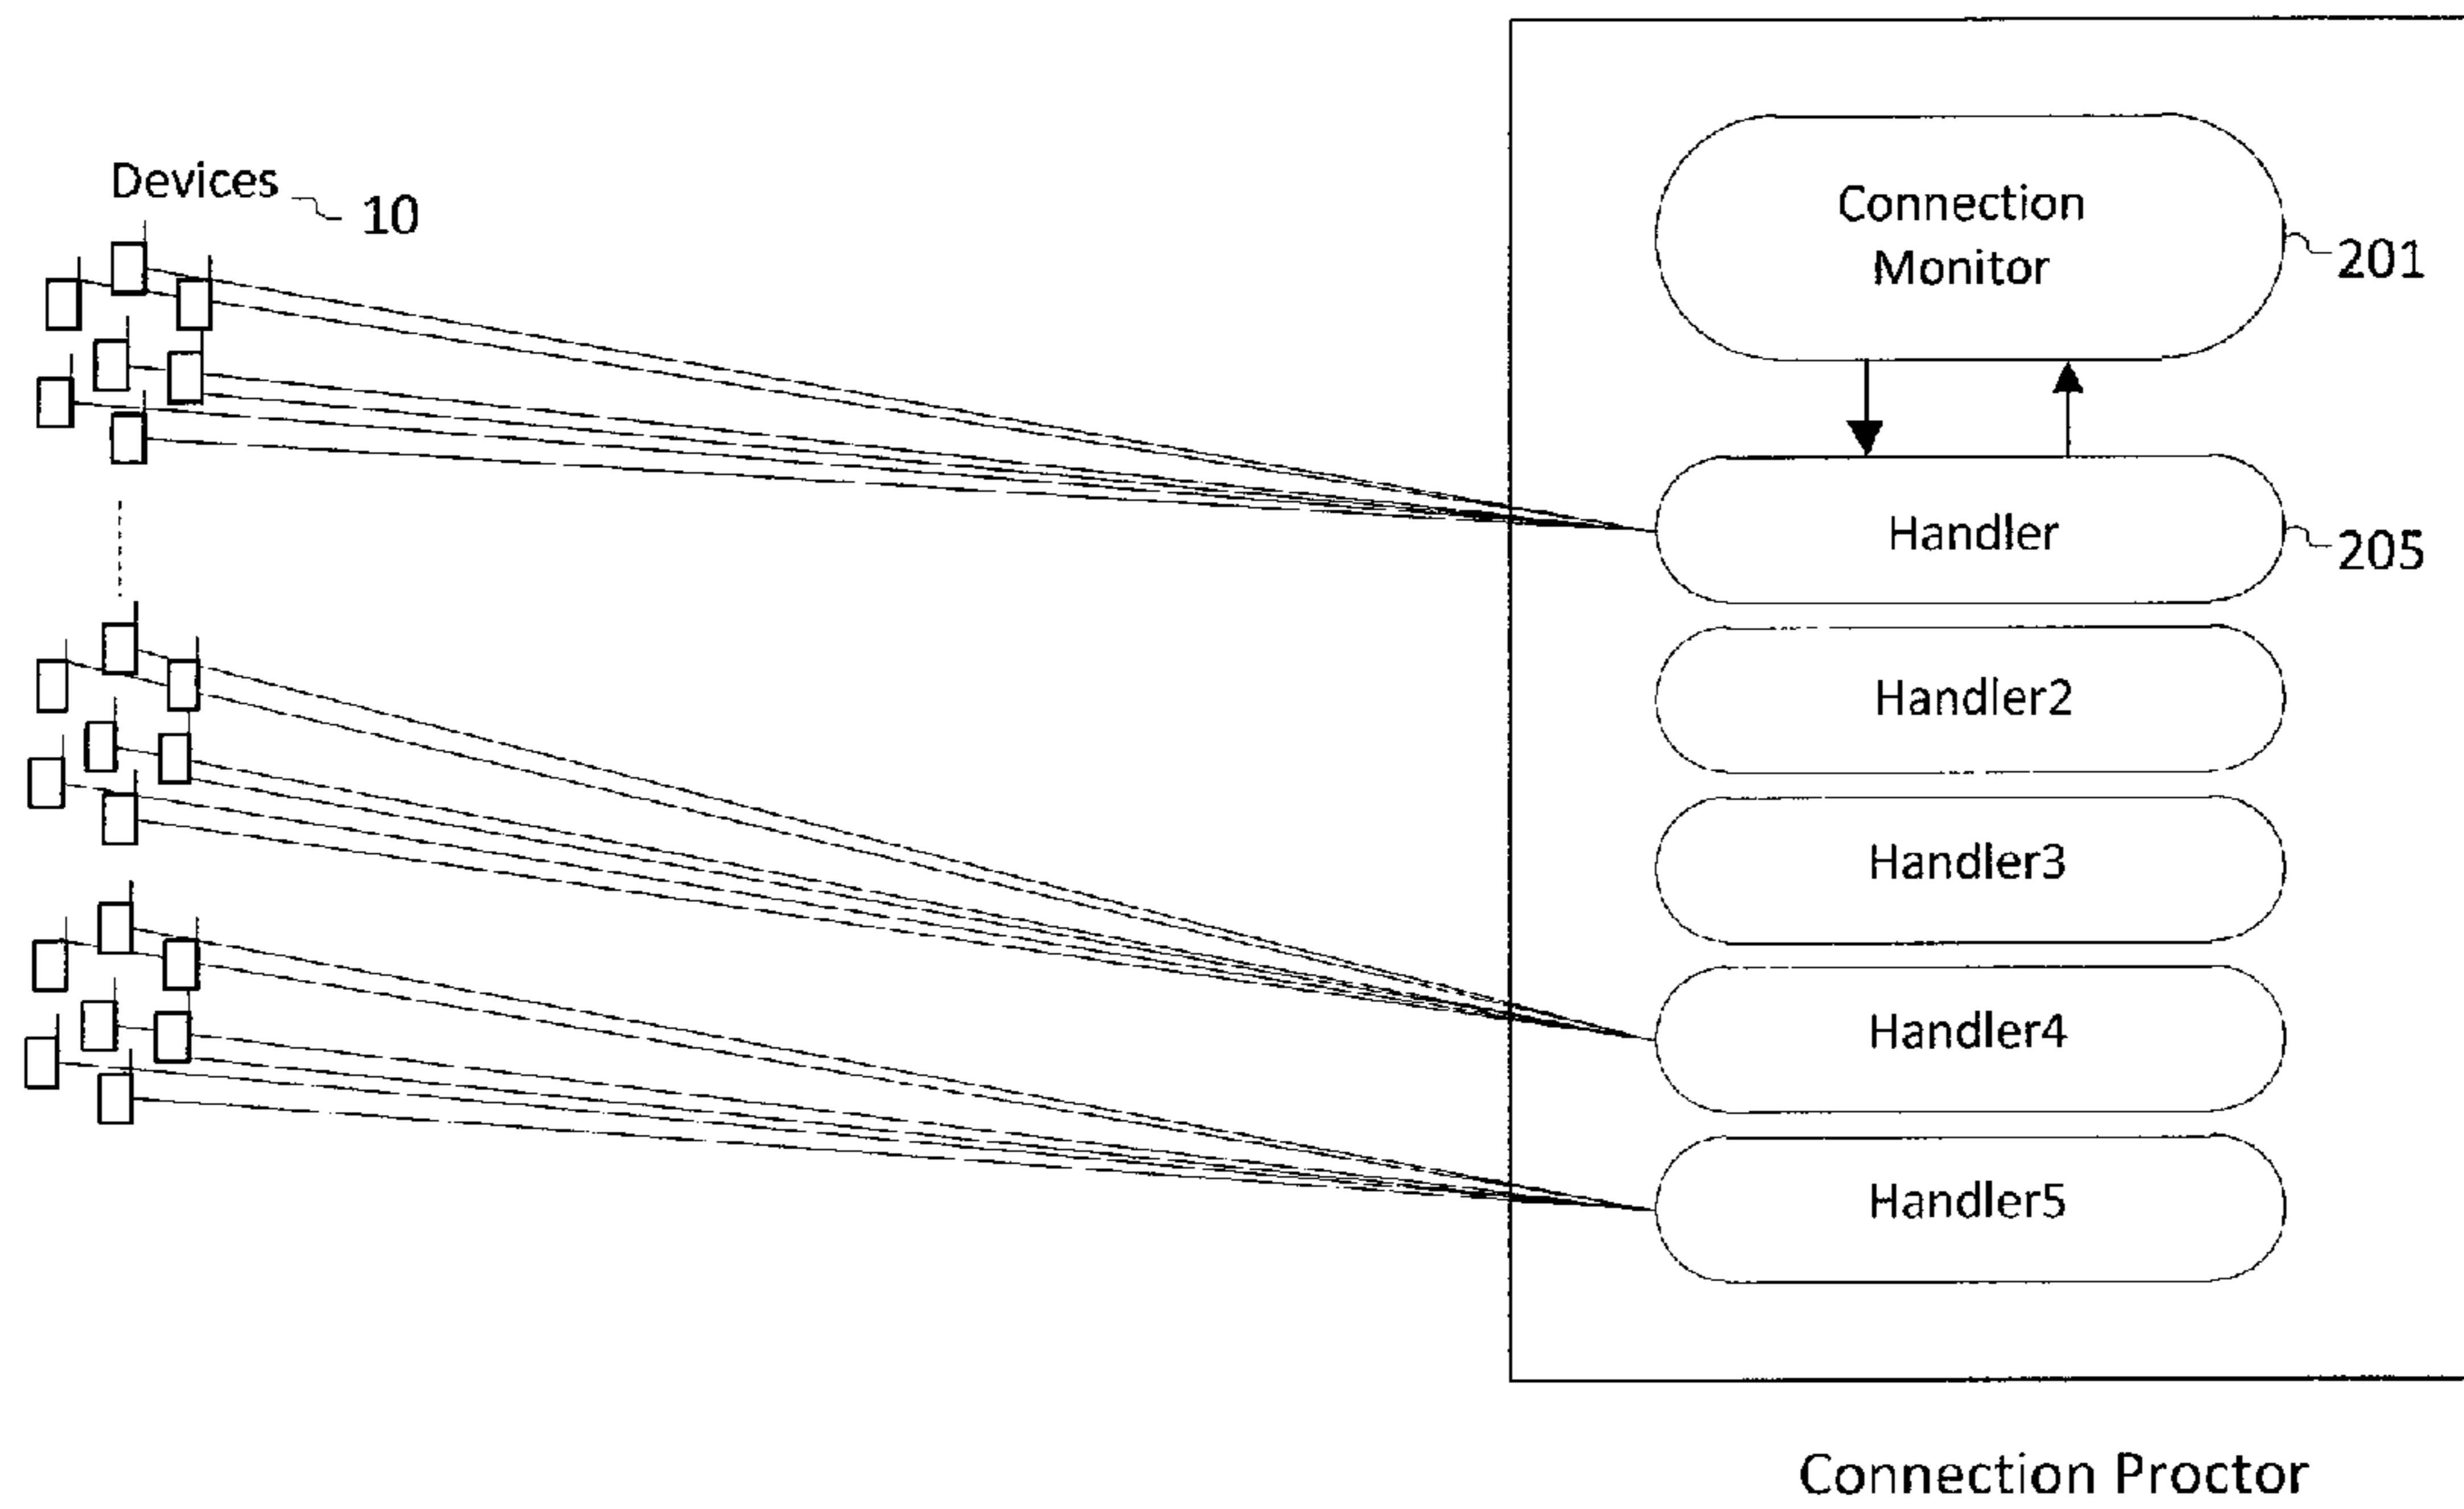 Devices
10
Connection
Monitor
201
Handler
205
Handler2
Handler3
Handler4
Handler5
Connection Proctor